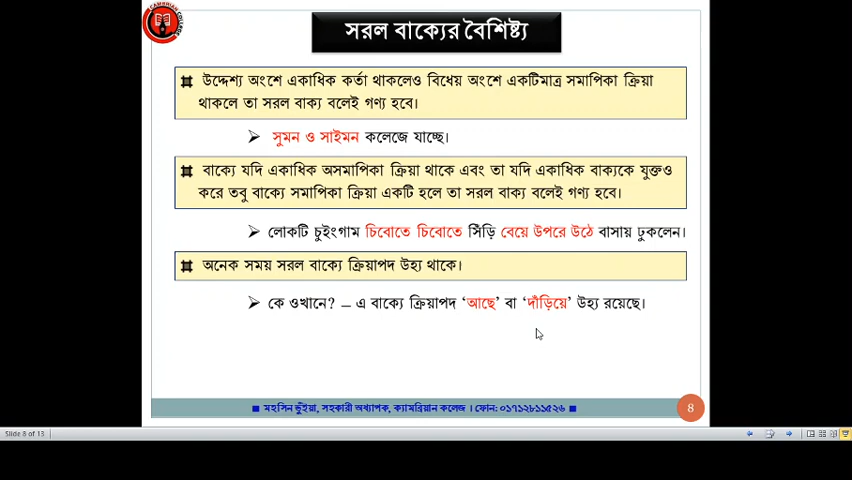 CAMBRIAN COLLEGE
সরল বাক্যের বৈশিষ্ট্য
উদ্দেশ্য অংশে একাধিক কর্তা থাকলেও বিধেয় অংশে একটিমাত্র সমাপিকা ক্রিয়া
থাকলে তা সরল বাক্য বলেই গণ্য হবে।
সুমন ও সাইমন কলেজে যাচ্ছে।
বাক্যে যদি একাধিক অসমাপিকা ক্রিয়া থাকে এবং তা যদি একাধিক বাক্যকে যুক্তও
করে তবু বাক্যে সমাপিকা ক্রিয়া একটি হলে তা সরল বাক্য বলেই গণ্য হবে।
লোকটি চুইংগাম চিবোতে চিবোতে সিঁড়ি বেয়ে উপরে উঠে বাসায় ঢুকলেন।
অনেক সময় সরল বাক্যে ক্রিয়াপদ উহ্য থাকে।
কে ওখানে? – এ বাক্যে ক্রিয়াপদ ‘আছে’ বা ‘দাঁড়িয়ে’ উহ্য রয়েছে।
■ মহসিন ভুঁইয়া, সহকারী অধ্যাপক, ক্যামব্রিয়ান কলেজ । ফোন: ০১৭১২৮১১৫২৬ ■
8
Slide 8 of 13